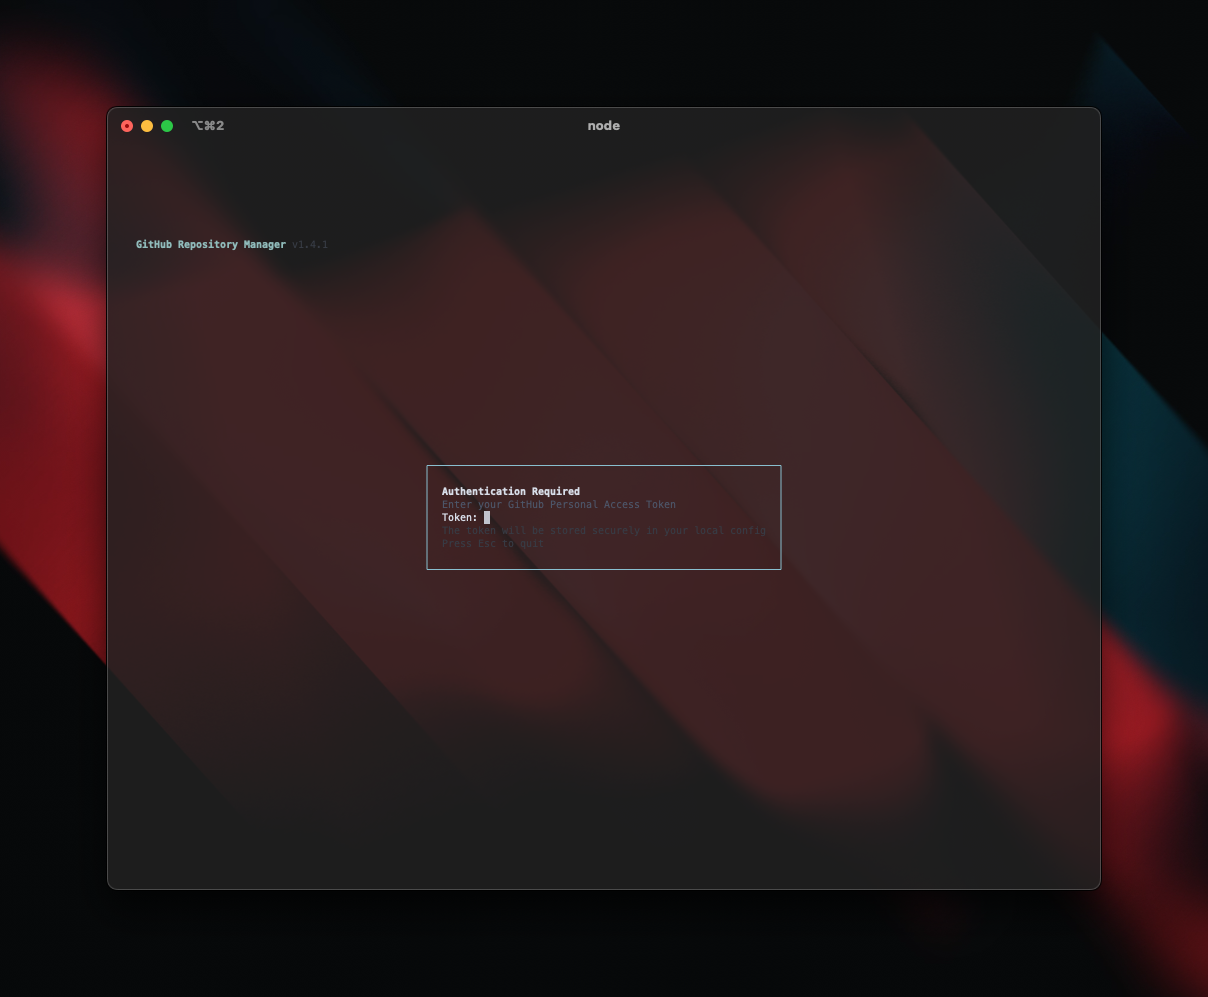 ⌥⌘2
node
GitHub Repository Manager v1.4.1
Authentication Required
Enter your GitHub Personal Access Token
Token:
The token will be stored securely in your local config
Press Esc to quit